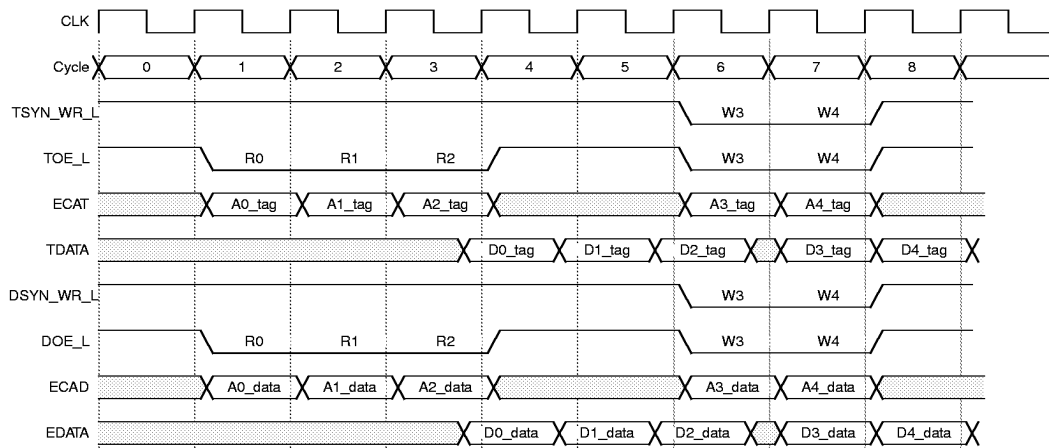 CLK
Cycle 0 1 2 3 4 5 6 7 8
TSYN_WR_L W3 W4
TOE_L R0 R1 R2 W3 W4
ECAT A0_tag A1_tag A2_tag A3_tag A4_tag
TDATA D0_tag D1_tag D2_tag D3_tag D4_tag
DSYN_WR_L W3 W4
DOE_L R0 R1 R2 W3 W4
ECAD A0_data A1_data A2_data A3_data A4_data
EDATA D0_data D1_data D2_data D3_data D4_data